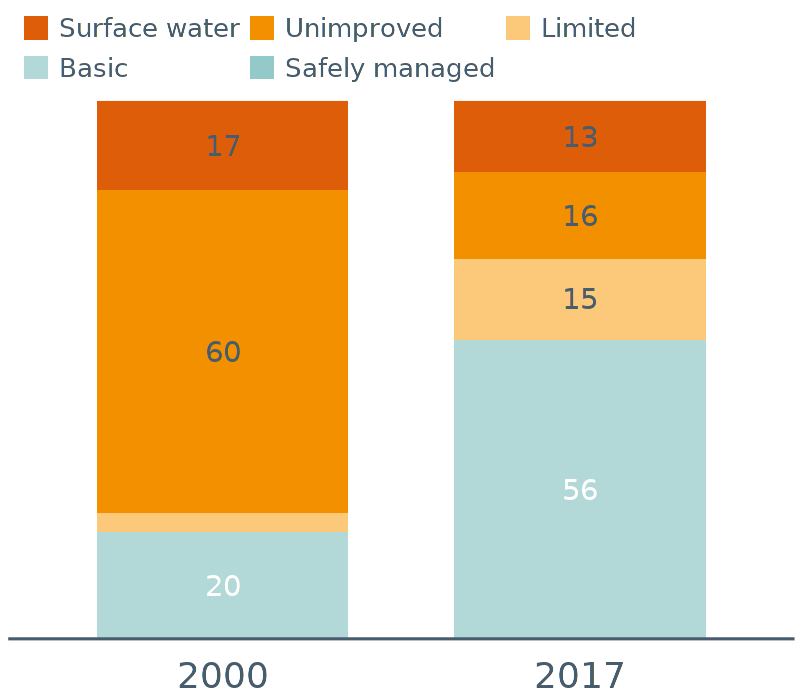 Surface water Unimproved Limited
Basic Safely managed
17 13
60 16
20 15
56
2000 2017